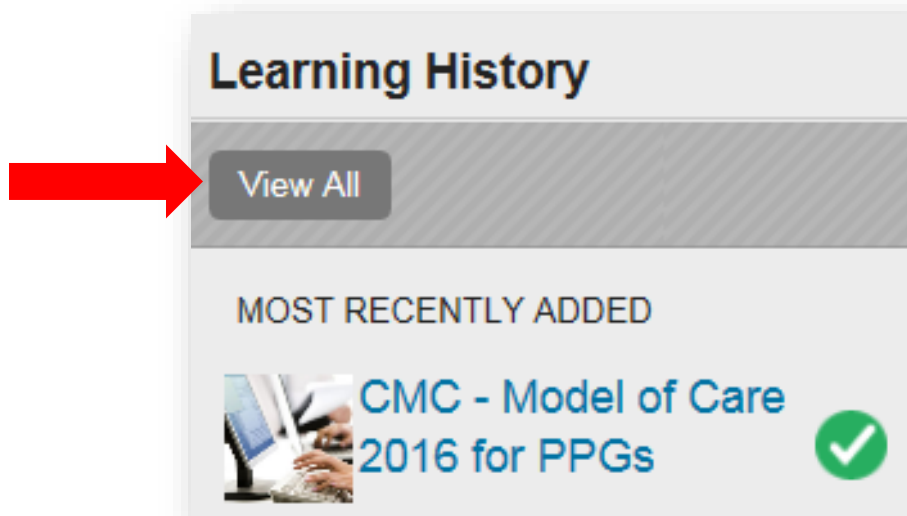 Learning History
View All
MOST RECENTLY ADDED
CMC - Model of Care
2016 for PPGs